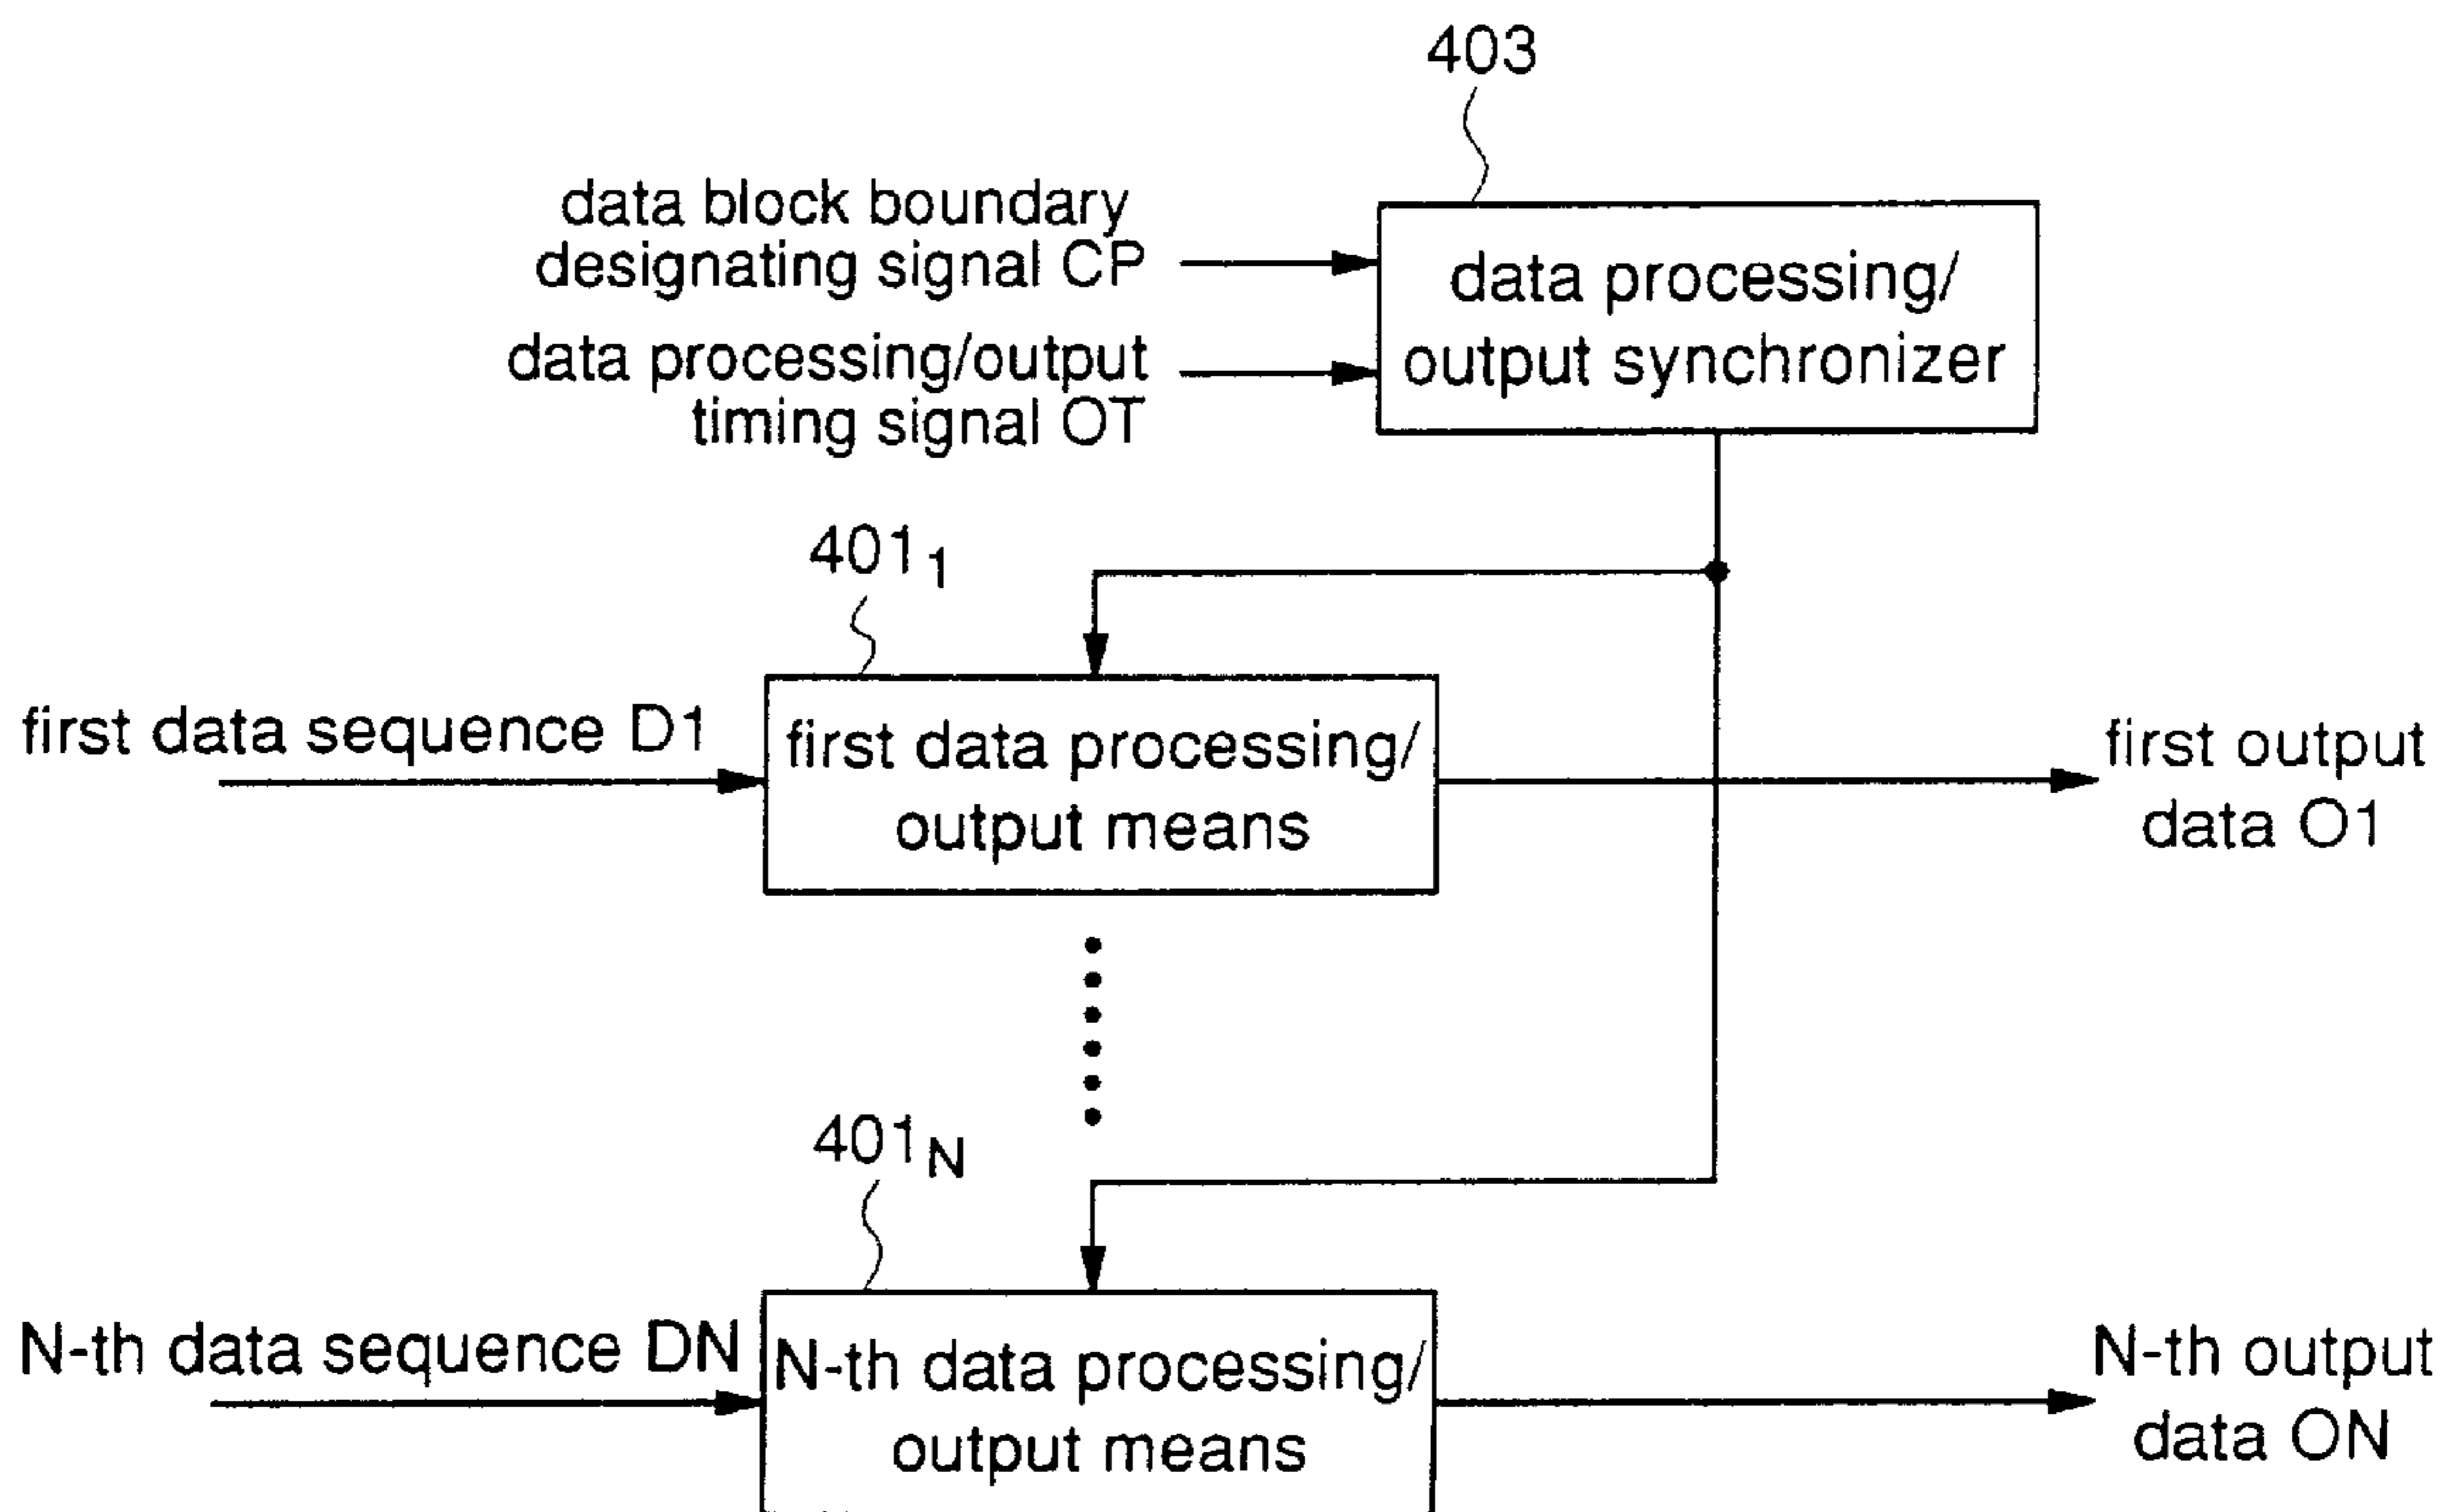 403
data block boundary
designating signal CP
data processing/output
timing signal OT
data processing/
output synchronizer
401₁
first data sequence D1
first data processing/
output means
first output
data O1
401N
N-th data sequence DN
N-th data processing/
output means
N-th output
data ON